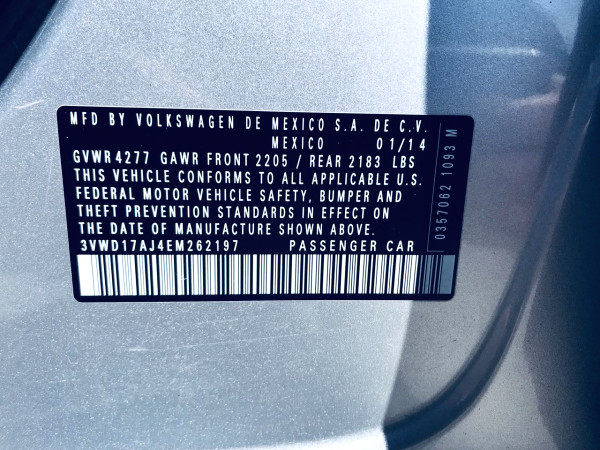 MFD BY VOLKSWAGEN DE MEXICO S.A. DE C.V.
MEXICO 01/14
GVWR 4277 GAWR FRONT 2205 / REAR 2183 LBS
THIS VEHICLE CONFORMS TO ALL APPLICABLE U.S.
FEDERAL MOTOR VEHICLE SAFETY, BUMPER AND
THEFT PREVENTION STANDARDS IN EFFECT ON
THE DATE OF MANUFACTURE SHOWN ABOVE.
3VWD17AJ4EM262197 PASSENGER CAR
0357062 1093 M